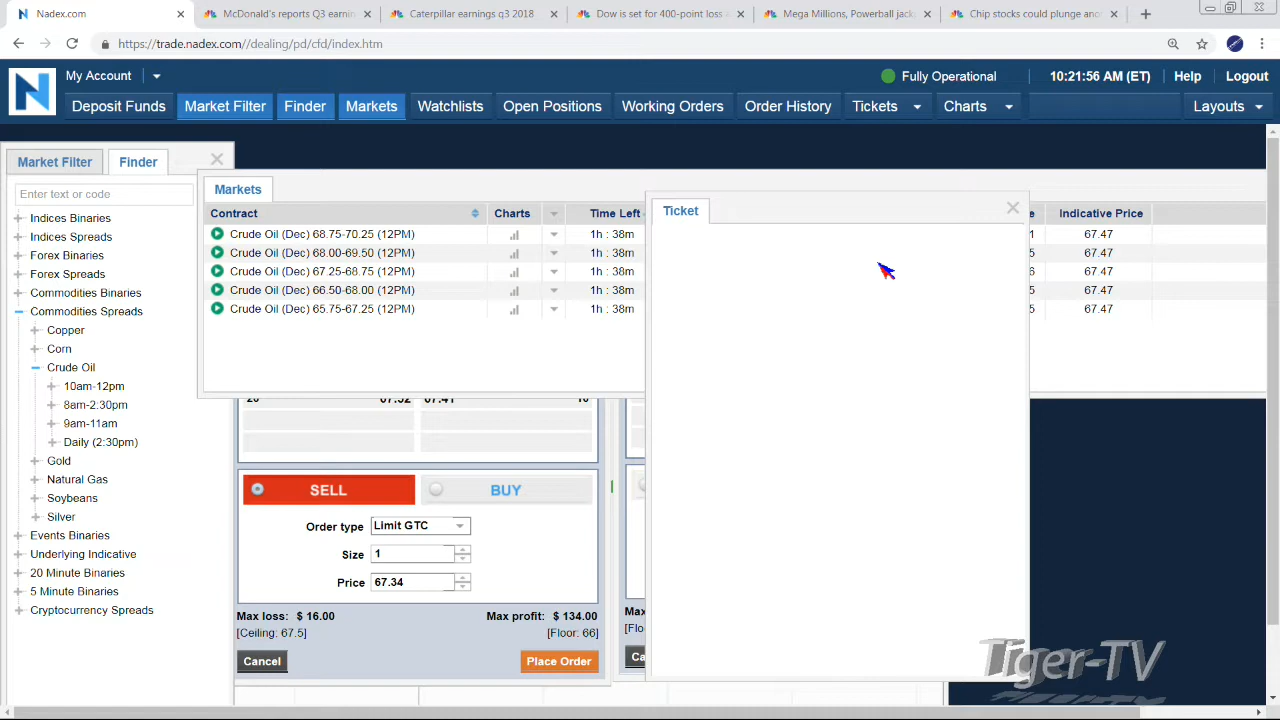 Nadex.com
McDonald's reports Q3 earnin
Caterpillar earnings q3 2018
Dow is set for 400-point loss a
Mega Millions, Powerball jack
Chip stocks could plunge ano
https://trade.nadex.com//dealing/pd/cfd/index.htm
My Account
Fully Operational
10:21:56 AM (ET)
Help
Logout
Deposit Funds
Market Filter
Finder
Markets
Watchlists
Open Positions
Working Orders
Order History
Tickets
Charts
Layouts
Market Filter
Finder
Enter text or code
Indices Binaries
Indices Spreads
Forex Binaries
Forex Spreads
Commodities Binaries
Commodities Spreads
Copper
Corn
Crude Oil
10am-12pm
8am-2.30pm
9am-11am
Daily (2:30pm)
Gold
Natural Gas
Soybeans
Silver
Events Binaries
Underlying Indicative
20 Minute Binaries
5 Minute Binaries
Cryptocurrency Spreads
Markets
Contract Charts Time Left e Indicative Price
Crude Oil (Dec) 68.75-70.25 (12PM) 1h : 38m 1 67.47
Crude Oil (Dec) 68.00-69.50 (12PM) 1h : 38m 5 67.47
Crude Oil (Dec) 67.25-68.75 (12PM) 1h : 38m 6 67.47
Crude Oil (Dec) 66.50-68.00 (12PM) 1h : 38m 5 67.47
Crude Oil (Dec) 65.75-67.25 (12PM) 1h : 38m 5 67.47
Ticket
SELL
BUY
Order type Limit GTC
Size 1
Price 67.34
Max loss: $ 16.00 Max profit: $ 134.00
[Ceiling: 67.5] [Floor: 66]
Cancel
Place Order
Max
[Flo
Ca
Tiger-TV